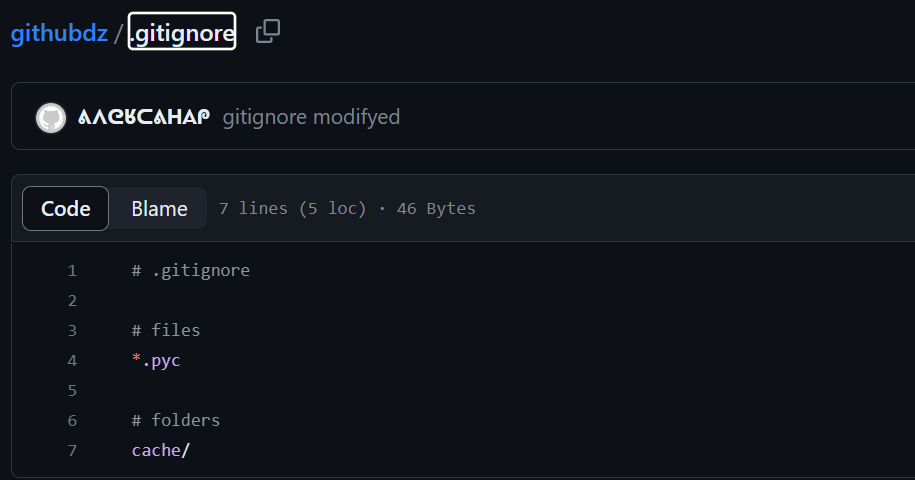 githubdz / .gitignore
gitignore modifyed
Code Blame 7 lines (5 loc) · 46 Bytes
1 # .gitignore
2
3 # files
4 *.pyc
5
6 # folders
7 cache/